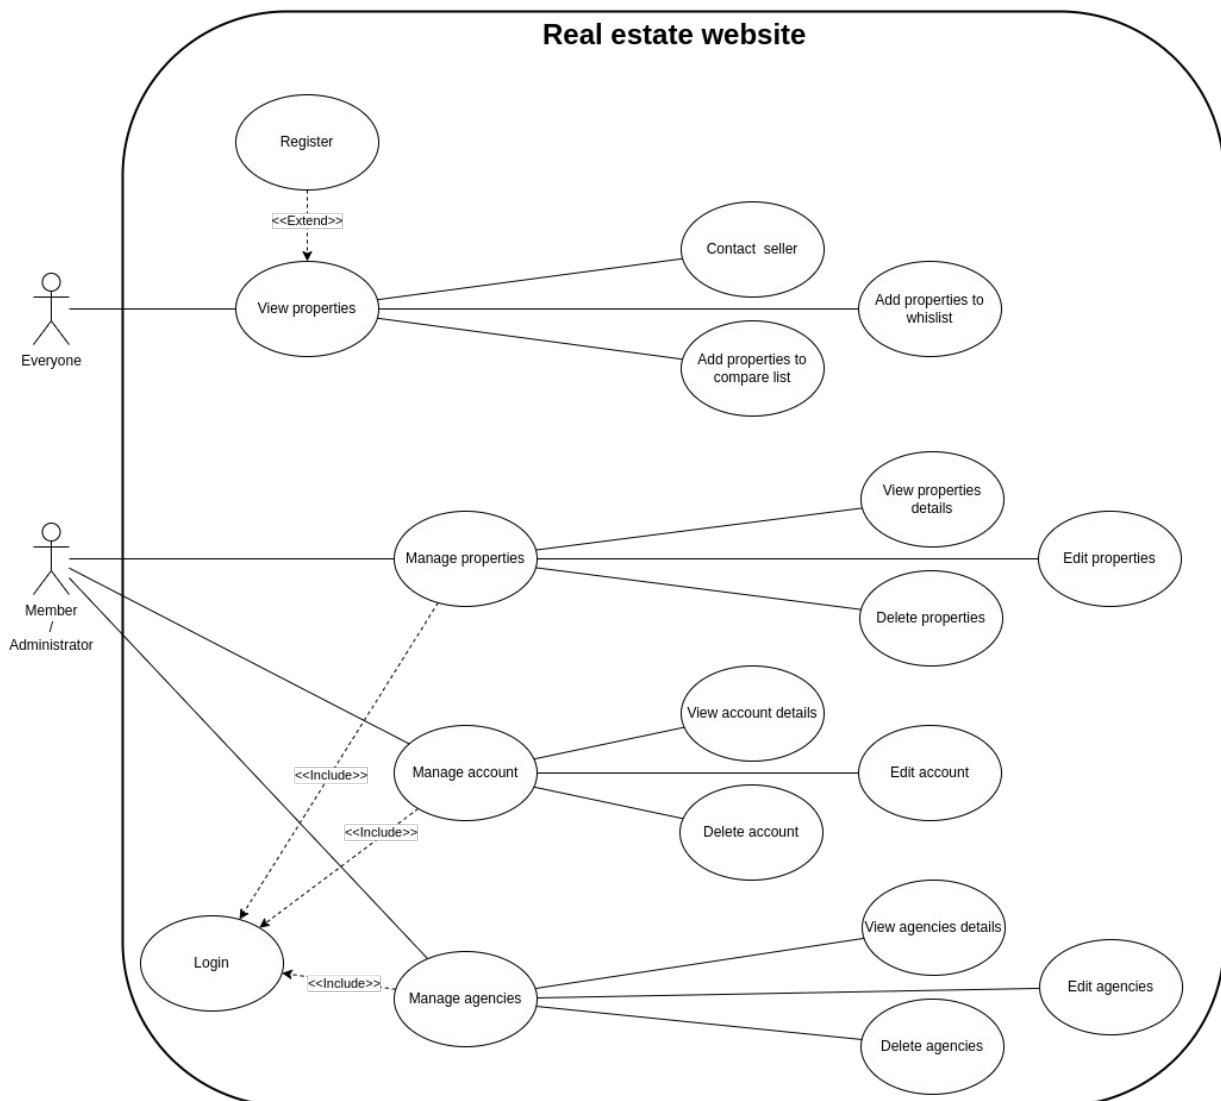 Real estate website
Register
<<Extend>>
Contact seller
View properties
Add properties to
whislist
Everyone
Add properties to
compare list
View properties
details
Manage properties
Edit properties
Member
/
Administrator
Delete properties
View account details
<<Include>>
Manage account
Edit account
<<Include>>
Delete account
View agencies details
Login
<<Include>>
Manage agencies
Edit agencies
Delete agencies